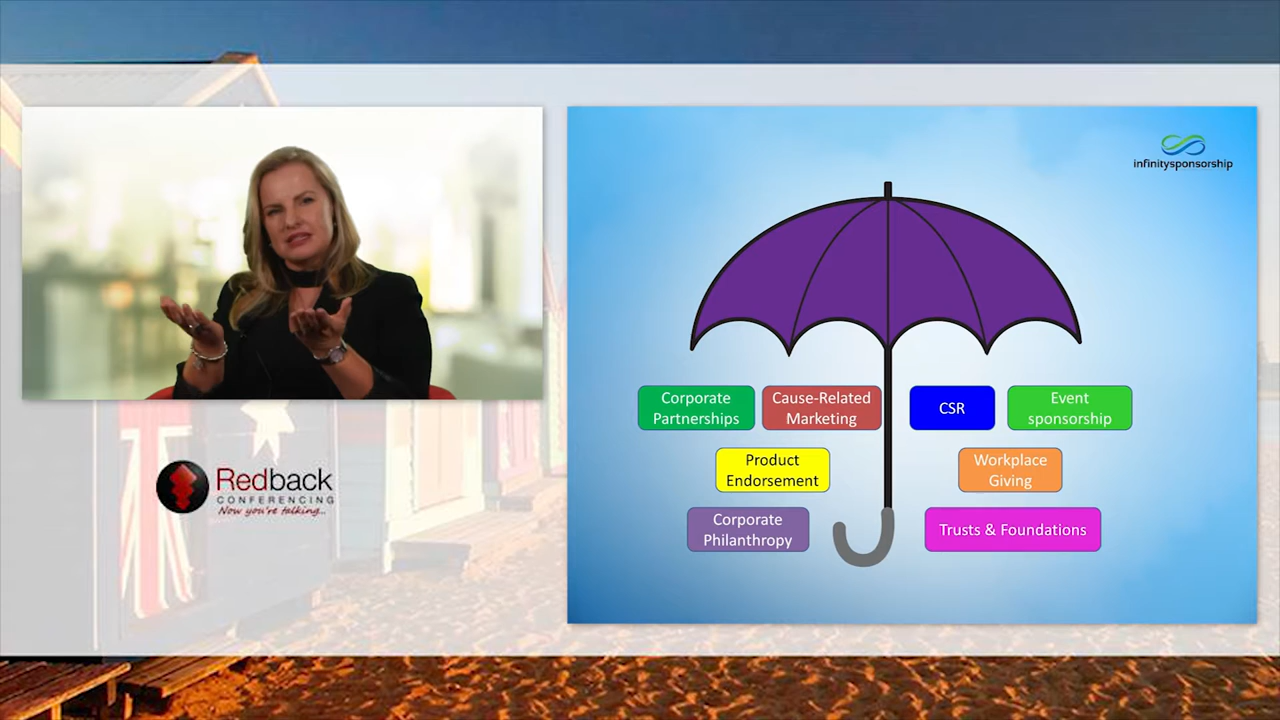 Redback
CONFERENCING
Now you're talking...
infinitysponsorship
Corporate
Partnerships
Cause-Related
Marketing
CSR
Event
sponsorship
Product
Endorsement
Workplace
Giving
Corporate
Philanthropy
Trusts & Foundations